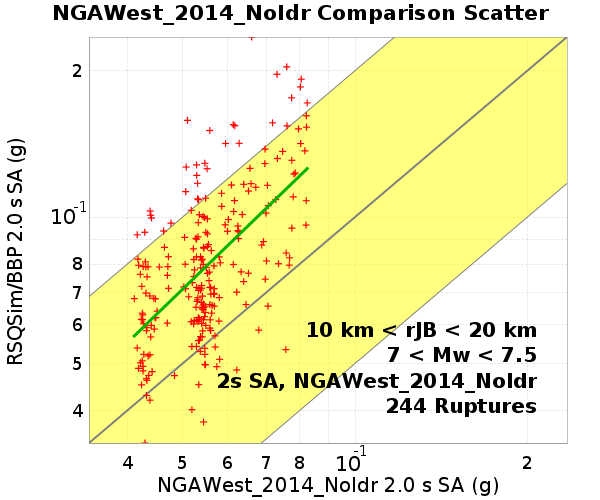 NGAWest_2014_NoIdr Comparison Scatter
RSQSim/BBP 2.0 s SA (g)
2
10⁻¹
8
7
6
5
4
10 km < rJB < 20 km
7 < Mw < 7.5
2s SA, NGAWest_2014_NoIdr
244 Ruptures
4 5 6 7 8 10⁻¹ 2
NGAWest_2014_NoIdr 2.0 s SA (g)